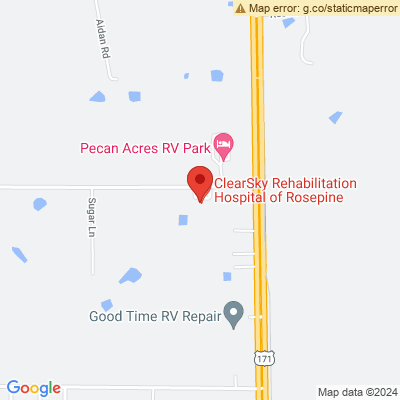 Map error: g.co/staticmaperror
Aidan Rd
Pecan Acres RV Park
ClearSky Rehabilitation
Hospital of Rosepine
Sugar Ln
Good Time RV Repair
171
Google
Map data ©2024